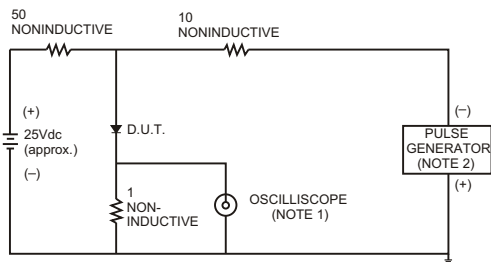 50
NONINDUCTIVE
10
NONINDUCTIVE
(+)
25Vdc
(approx.)
(–)
D.U.T.
1
NON-
INDUCTIVE
OSCILLISCOPE
(NOTE 1)
(–)
PULSE
GENERATOR
(NOTE 2)
(+)